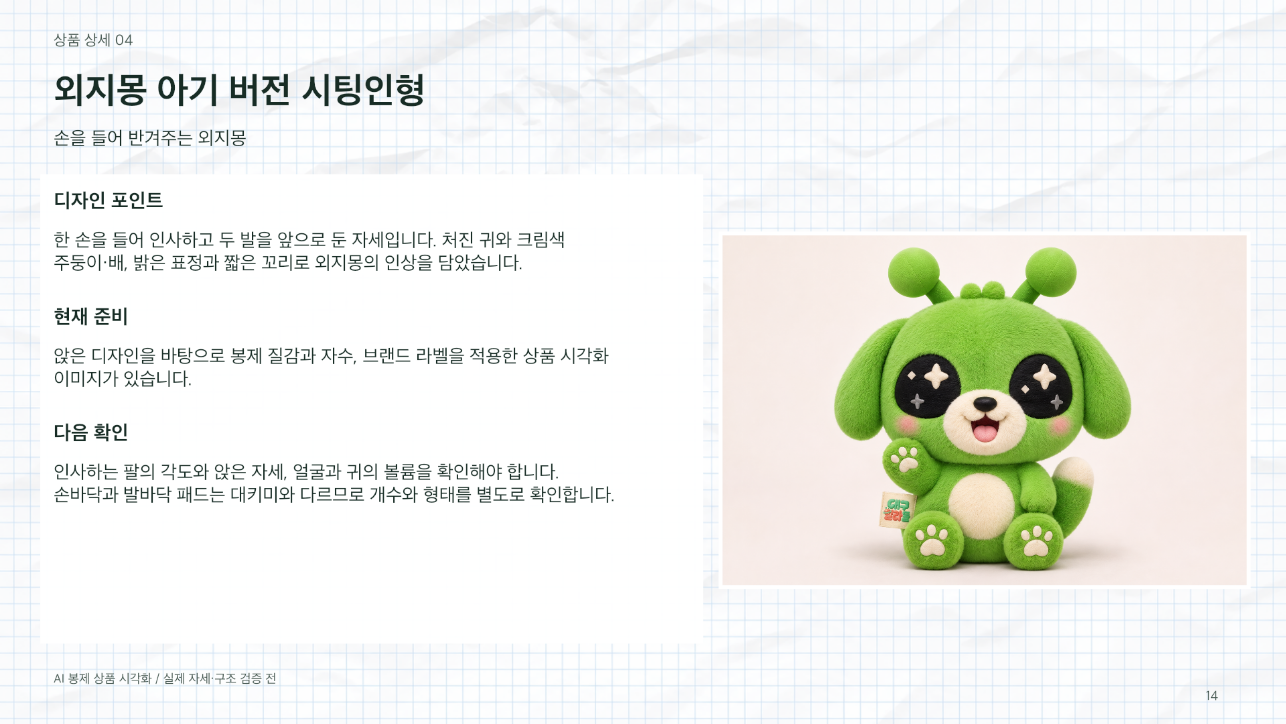 상품 상세 04
외지몽 아기 버전 시팅인형
손을 들어 반겨주는 외지몽
디자인 포인트
한 손을 들어 인사하고 두 발을 앞으로 둔 자세입니다. 처진 귀와 크림색
주둥이·배, 밝은 표정과 짧은 꼬리로 외지몽의 인상을 담았습니다.
현재 준비
앉은 디자인을 바탕으로 봉제 질감과 자수, 브랜드 라벨을 적용한 상품 시각화
이미지가 있습니다.
다음 확인
인사하는 팔의 각도와 앉은 자세, 얼굴과 귀의 볼륨을 확인해야 합니다.
손바닥과 발바닥 패드는 대키미와 다르므로 개수와 형태를 별도로 확인합니다.
대구
AI 봉제 상품 시각화 / 실제 자세·구조 검증 전
14